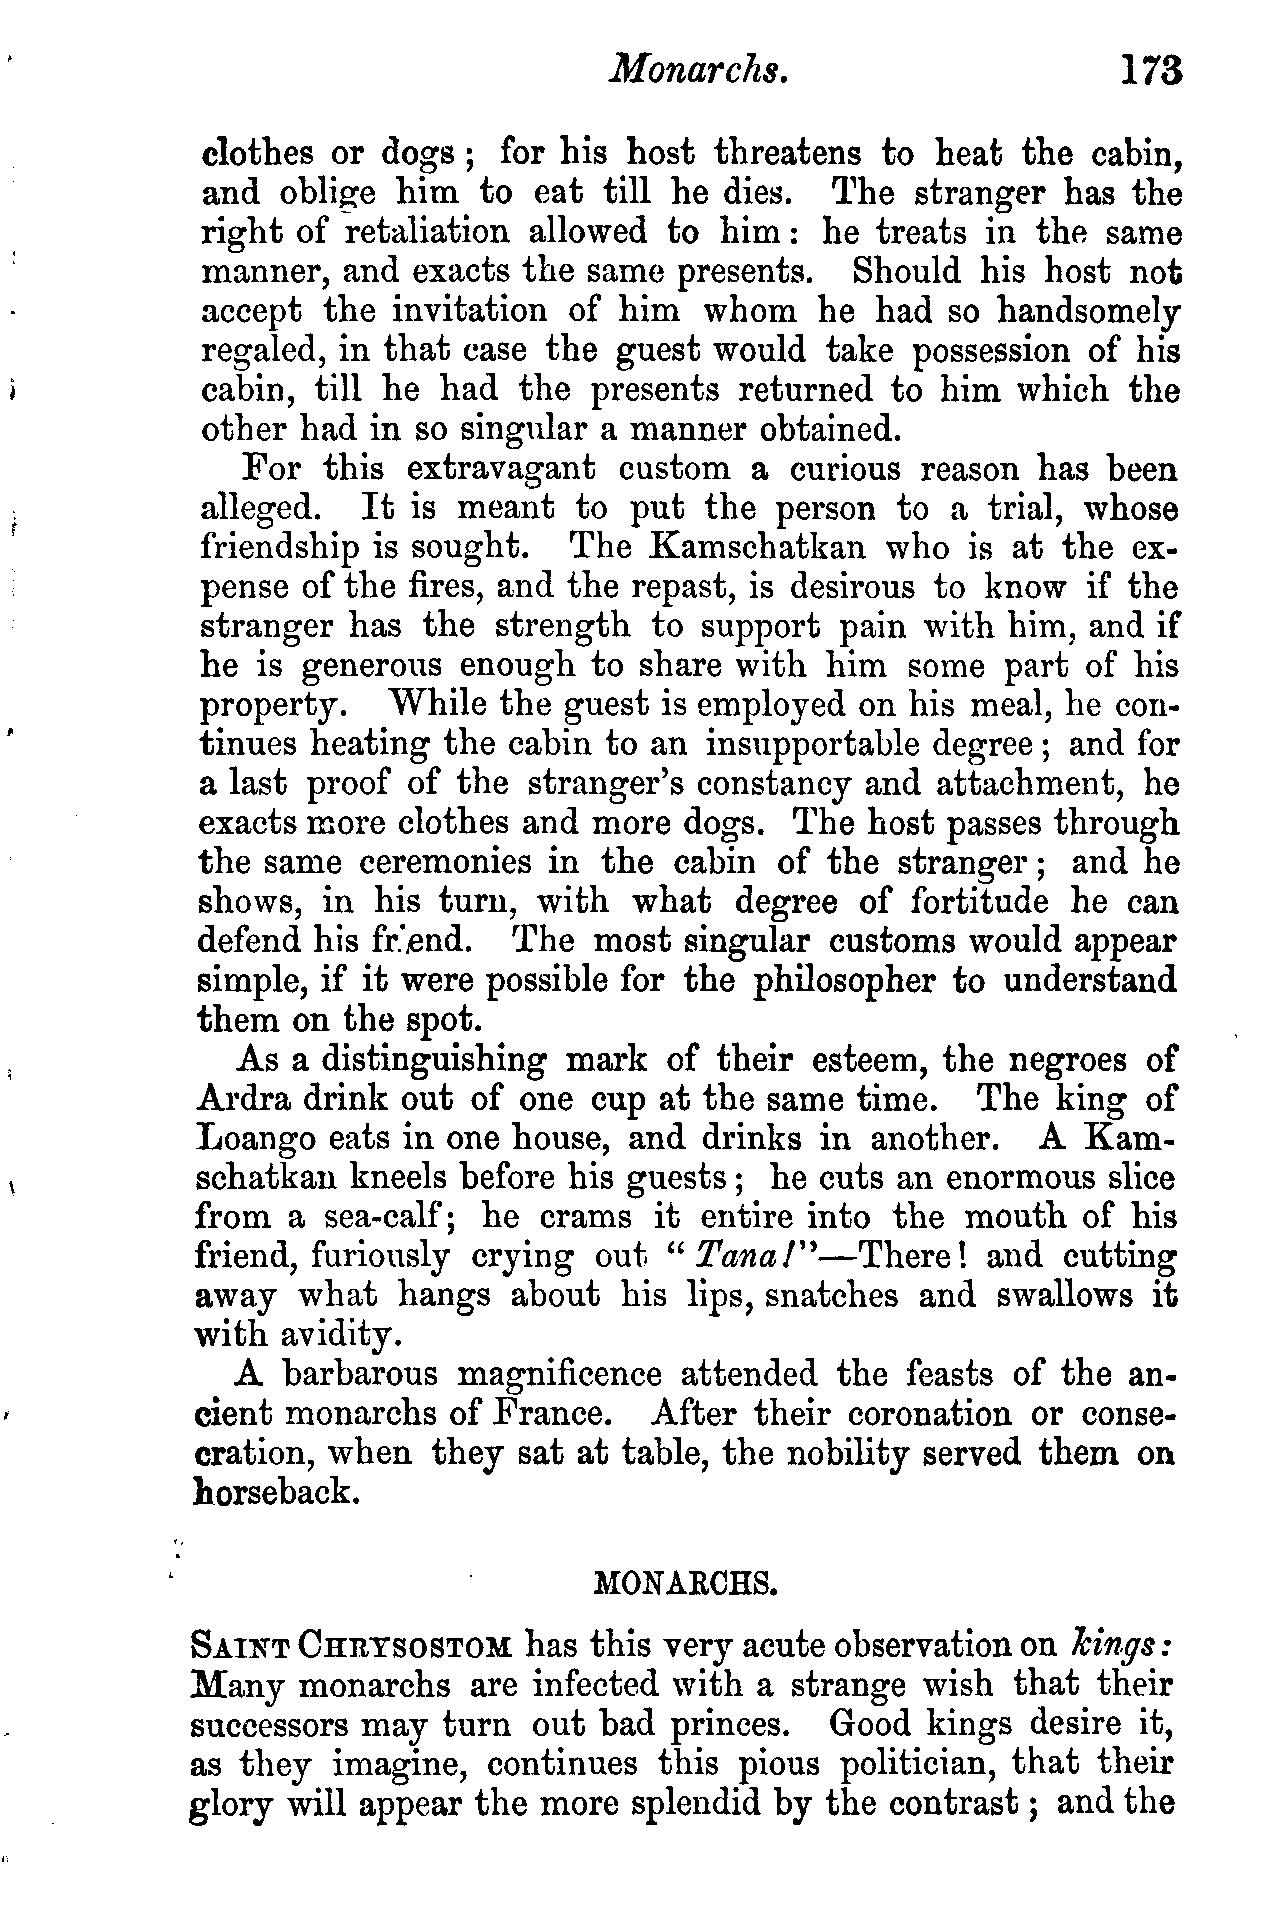 Monarchs. 173
clothes or dogs; for his host threatens to heat the cabin,
and oblige him to eat till he dies. The stranger has the
right of retaliation allowed to him: he treats in the same
manner, and exacts the same presents. Should his host not
accept the invitation of him whom he had so handsomely
regaled, in that case the guest would take possession of his
cabin, till he had the presents returned to him which the
other had in so singular a manner obtained.
For this extravagant custom a curious reason has been
alleged. It is meant to put the person to a trial, whose
friendship is sought. The Kamschatkan who is at the ex-
pense of the fires, and the repast, is desirous to know if the
stranger has the strength to support pain with him, and if
he is generous enough to share with him some part of his
property. While the guest is employed on his meal, he con-
tinues heating the cabin to an insupportable degree; and for
a last proof of the stranger's constancy and attachment, he
exacts more clothes and more dogs. The host passes through
the same ceremonies in the cabin of the stranger; and he
shows, in his turn, with what degree of fortitude he can
defend his friend. The most singular customs would appear
simple, if it were possible for the philosopher to understand
them on the spot.
As a distinguishing mark of their esteem, the negroes of
Ardra drink out of one cup at the same time. The king of
Loango eats in one house, and drinks in another. A Kam-
schatkan kneels before his guests; he cuts an enormous slice
from a sea-calf; he crams it entire into the mouth of his
friend, furiously crying out "Tana!"—There! and cutting
away what hangs about his lips, snatches and swallows it
with avidity.
A barbarous magnificence attended the feasts of the an-
cient monarchs of France. After their coronation or conse-
cration, when they sat at table, the nobility served them on
horseback.
MONARCHS.
SAINT CHRYSOSTOM has this very acute observation on kings:
Many monarchs are infected with a strange wish that their
successors may turn out bad princes. Good kings desire it,
as they imagine, continues this pious politician, that their
glory will appear the more splendid by the contrast; and the